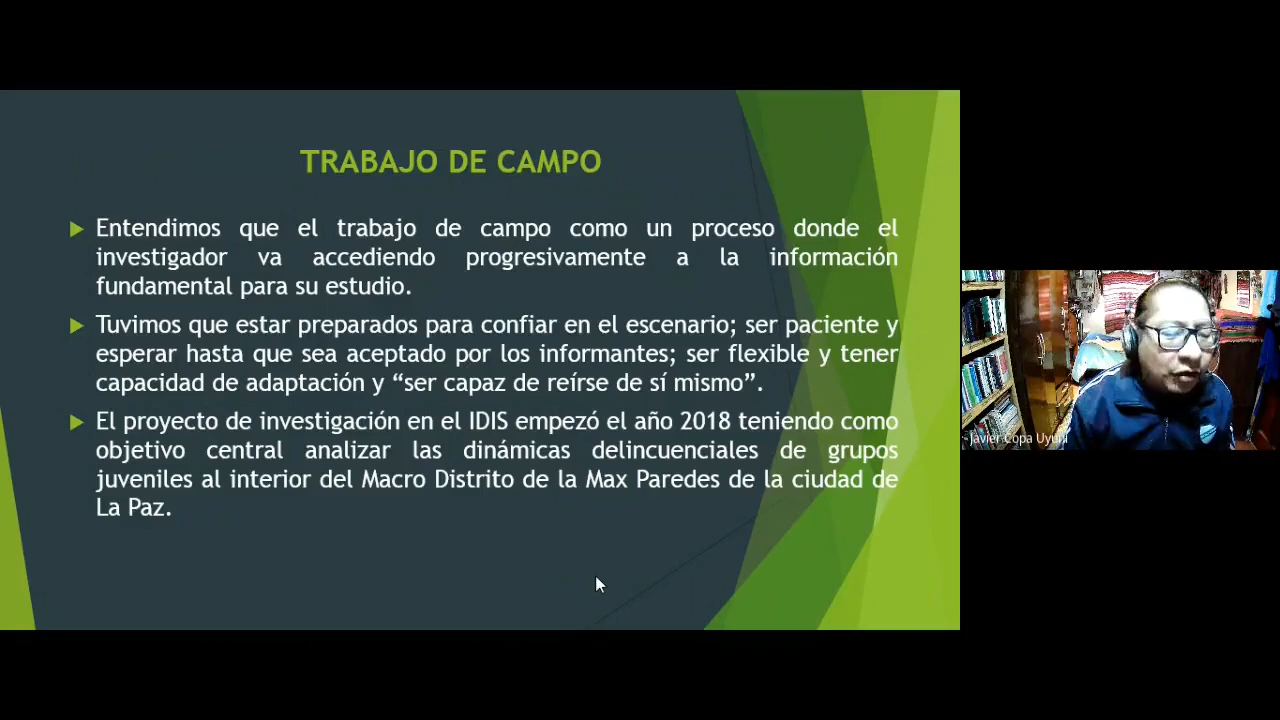 TRABAJO DE CAMPO
Entendimos que el trabajo de campo como un proceso donde el
investigador va accediendo progresivamente a la información
fundamental para su estudio.
Tuvimos que estar preparados para confiar en el escenario; ser paciente y
esperar hasta que sea aceptado por los informantes; ser flexible y tener
capacidad de adaptación y “ser capaz de reírse de sí mismo”.
El proyecto de investigación en el IDIS empezó el año 2018 teniendo como
objetivo central analizar las dinámicas delincuenciales de grupos
juveniles al interior del Macro Distrito de la Max Paredes de la ciudad de
La Paz.
Javier Copa Uyuni